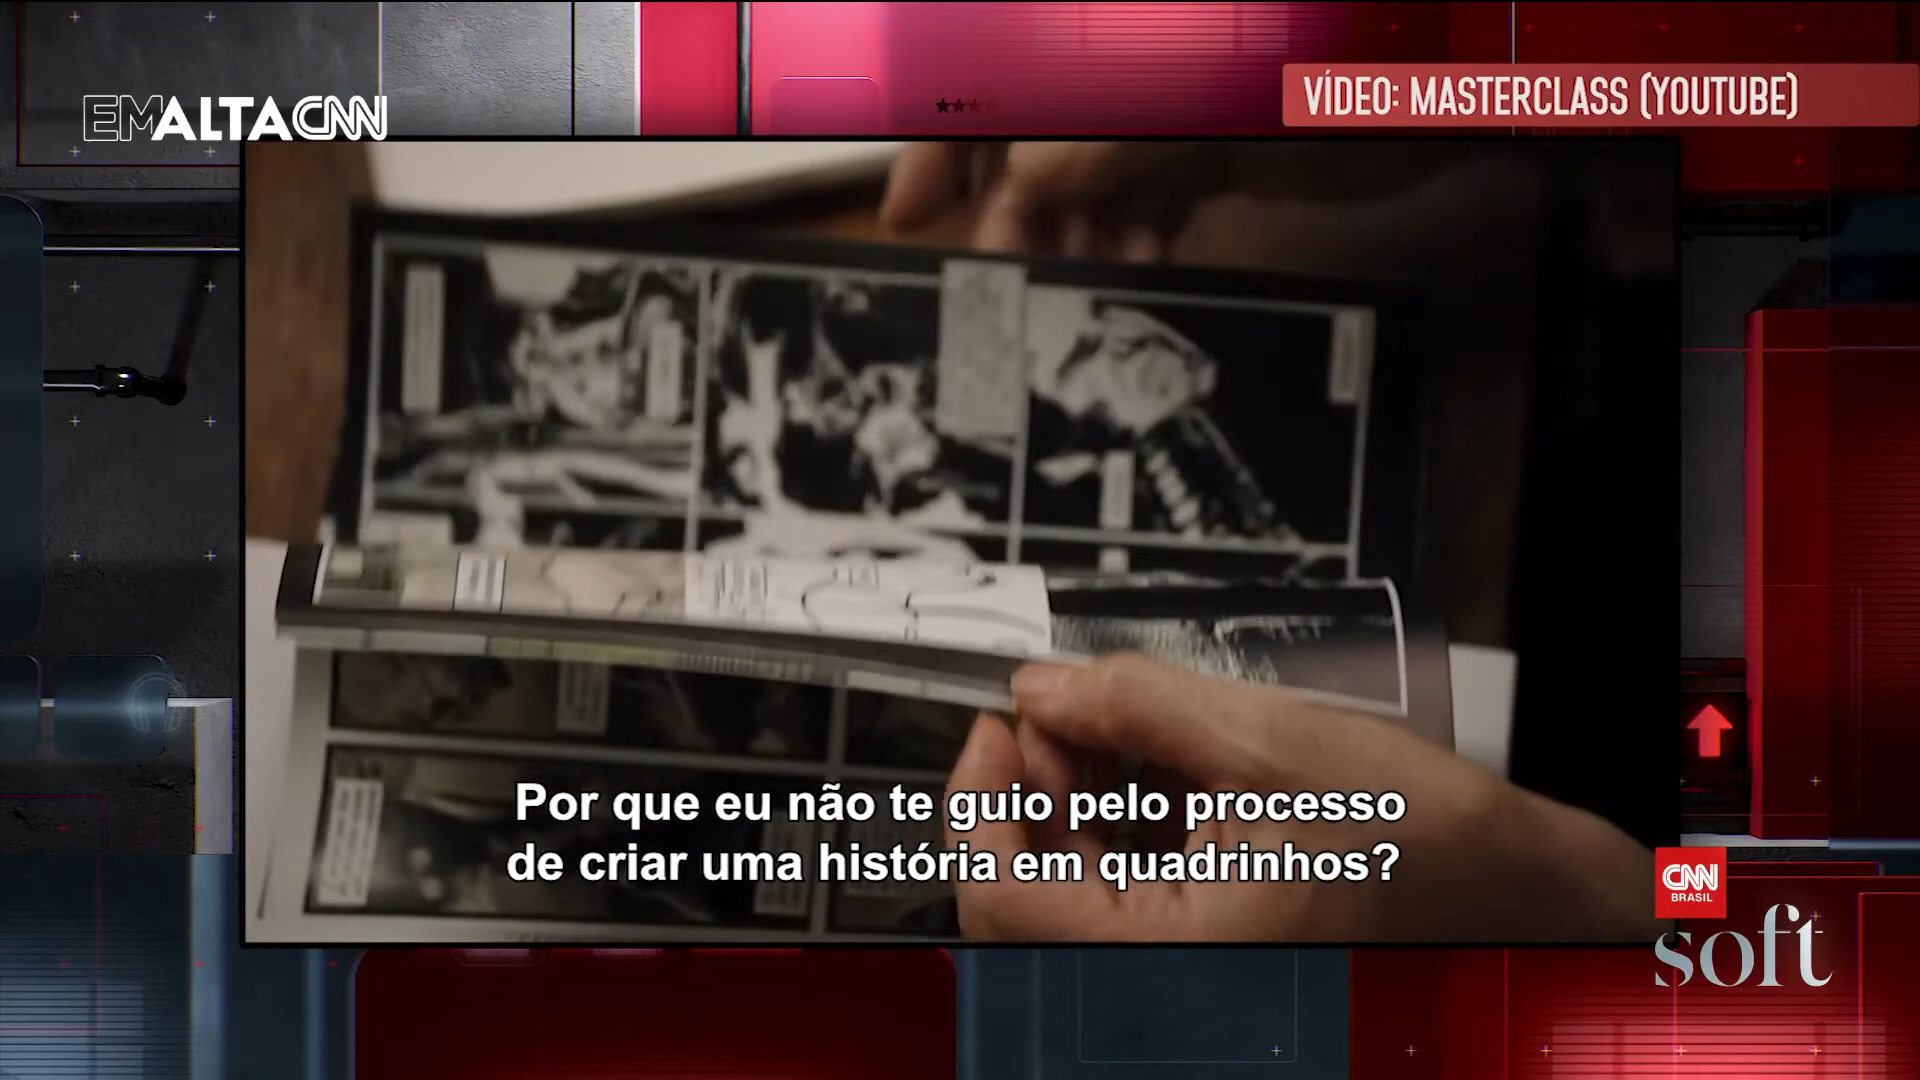 EMALTACNN
VÍDEO: MASTERCLASS (YOUTUBE)
Por que eu não te guio pelo processo
de criar uma história em quadrinhos?
CNN
BRASIL
soft